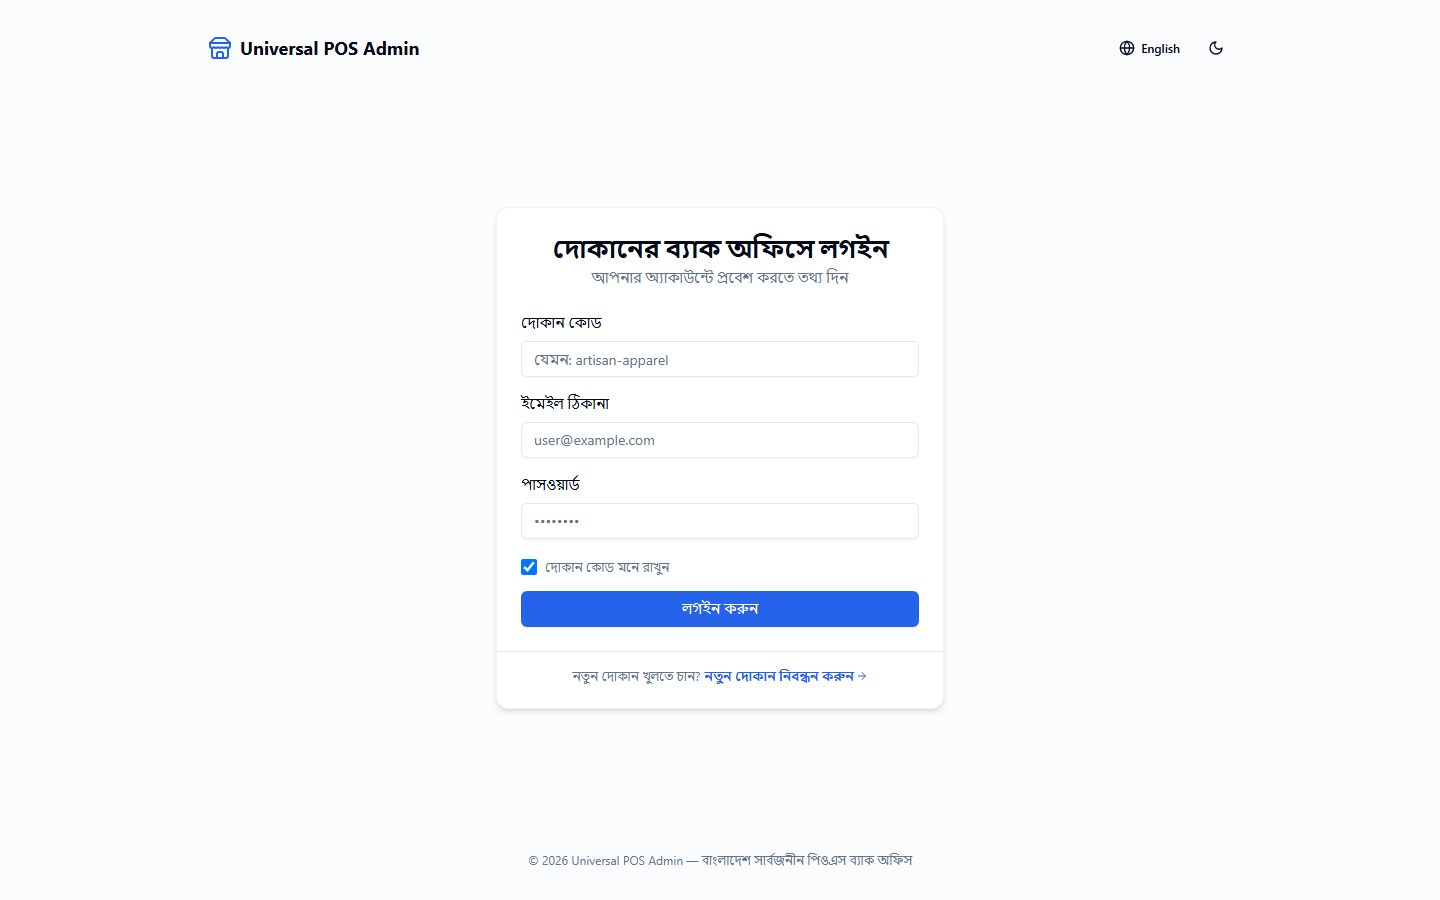 Universal POS Admin
English
দোকানের ব্যাক অফিসে লগইন
আপনার অ্যাকাউন্টে প্রবেশ করতে তথ্য দিন
দোকান কোড
যেমন: artisan-apparel
ইমেইল ঠিকানা
user@example.com
পাসওয়ার্ড
••••••••
দোকান কোড মনে রাখুন
লগইন করুন
নতুন দোকান খুলতে চান? নতুন দোকান নিবন্ধন করুন →
© 2026 Universal POS Admin — বাংলাদেশ সার্বজনীন পিওএস ব্যাক অফিস